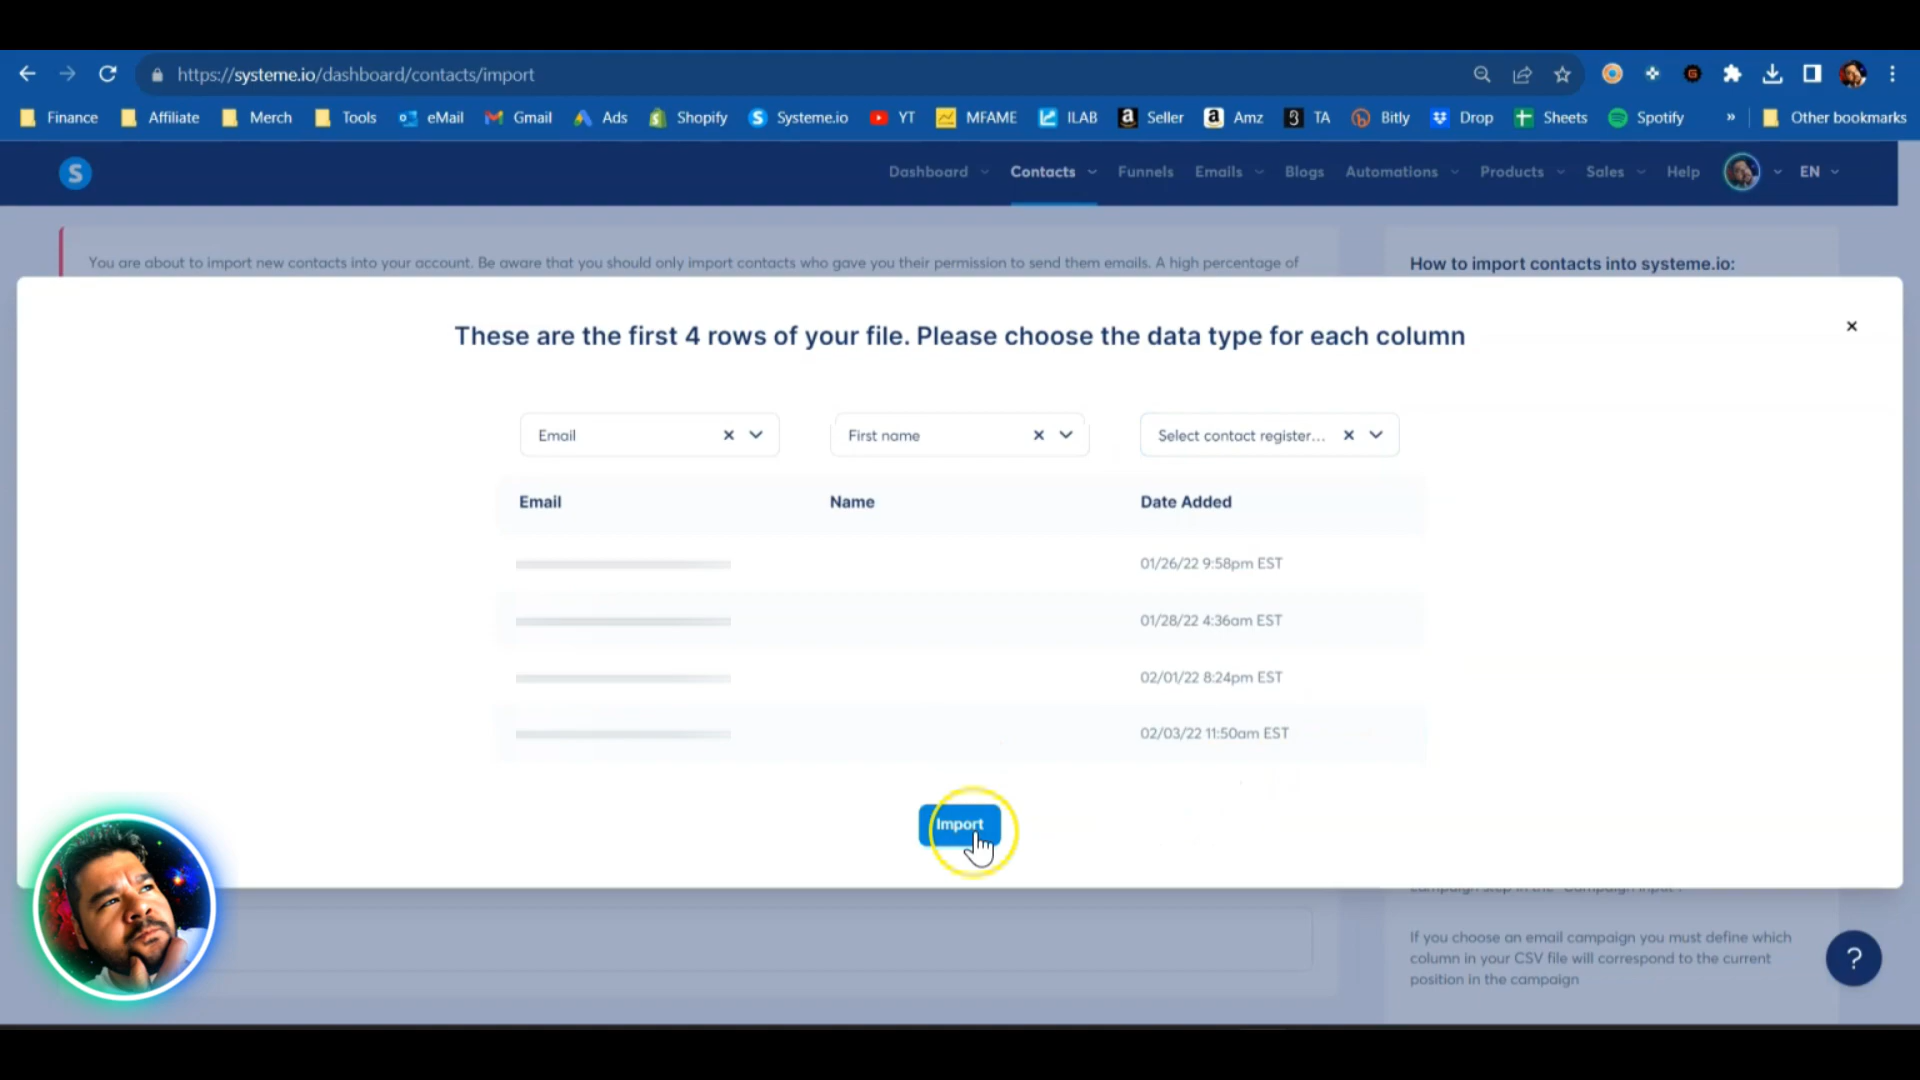 https://systeme.io/dashboard/contacts/import
Finance
Affiliate
Merch
Tools
eMail
Gmail
Ads
Shopify
Systeme.io
YT
MFAME
ILAB
Seller
Amz
TA
Bitly
Drop
Sheets
Spotify
»
Other bookmarks
S
Dashboard
Contacts
Funnels
Emails
Blogs
Automations
Products
Sales
Help
EN
You are about to import new contacts into your account. Be aware that you should only import contacts who gave you their permission to send them emails. A high percentage of
How to import contacts into systeme.io:
These are the first 4 rows of your file. Please choose the data type for each column
Email
First name
Select contact register...
Email
Name
Date Added
01/26/22 9:58pm EST
01/28/22 4:36am EST
02/01/22 8:24pm EST
02/03/22 11:50am EST
Import
If you choose an email campaign you must define which
column in your CSV file will correspond to the current
position in the campaign
?